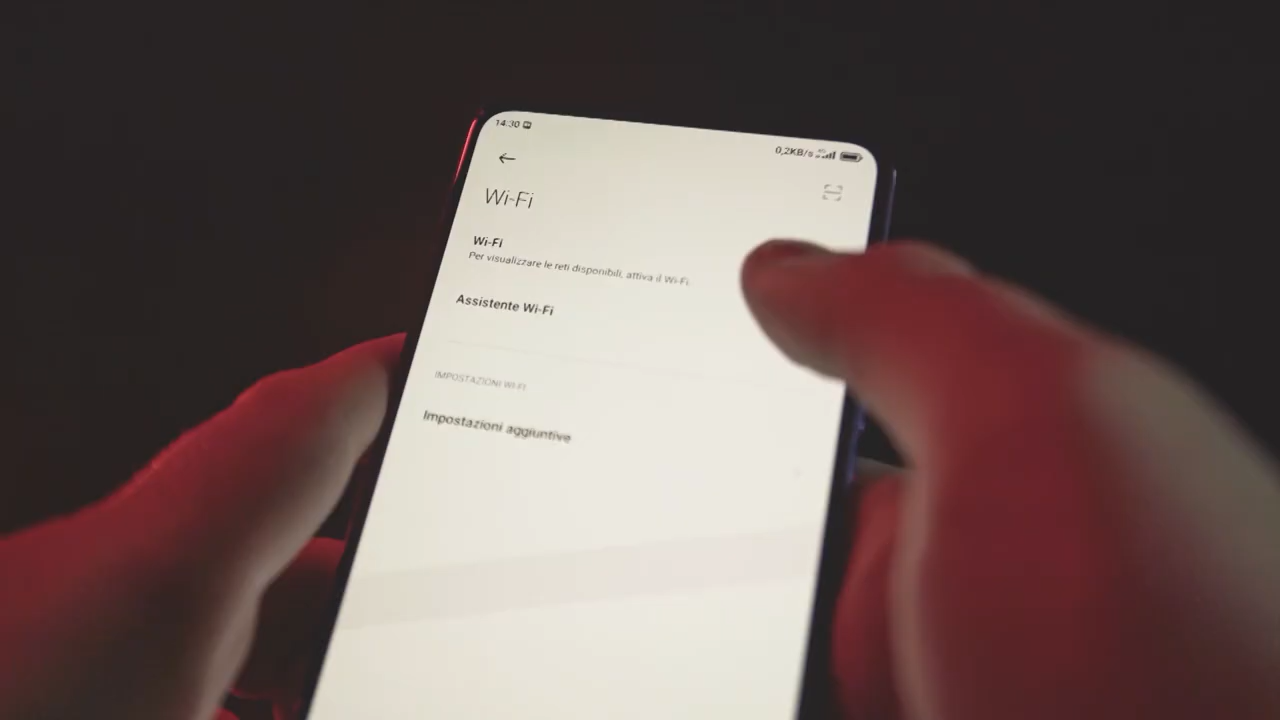 14:30
0,2KB/s
Wi-Fi
Wi-Fi
Per visualizzare le reti disponibili, attiva il Wi-Fi.
Assistente Wi-Fi
IMPOSTAZIONI WI-FI
Impostazioni aggiuntive